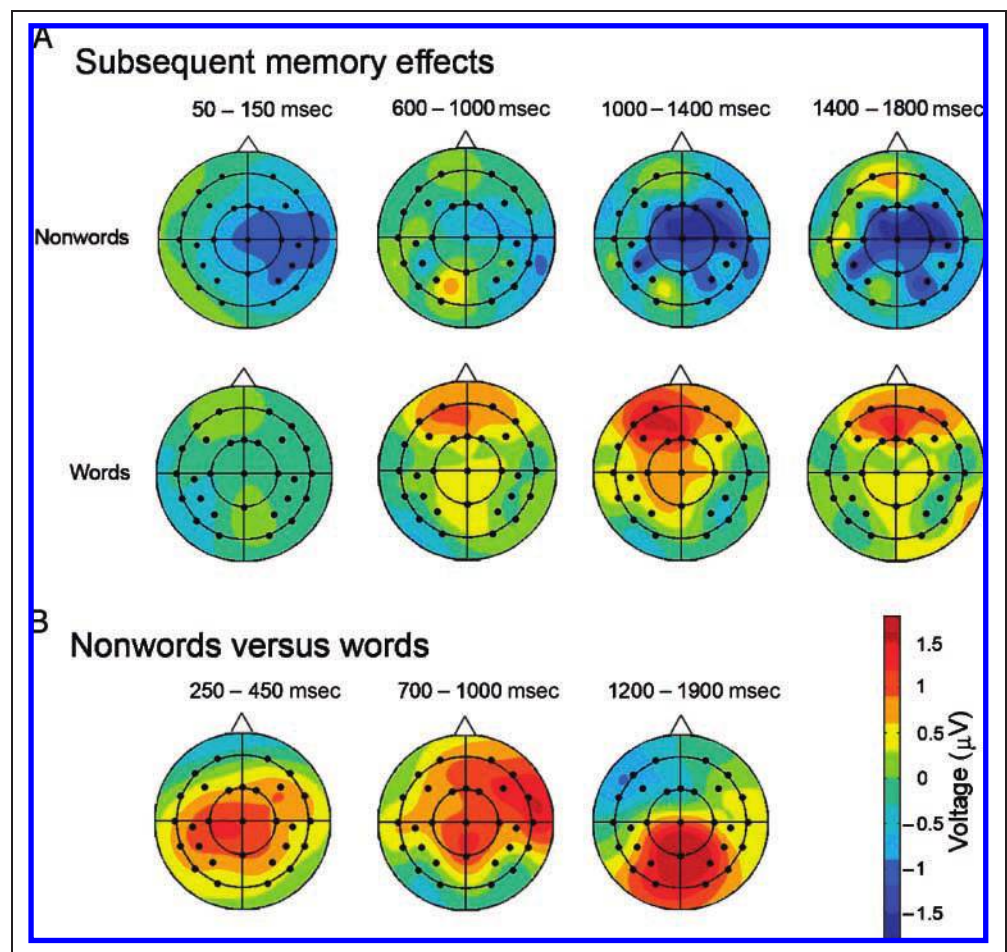 A
Subsequent memory effects
50 – 150 msec
600 – 1000 msec
1000 – 1400 msec
1400 – 1800 msec
Nonwords
Words
B
Nonwords versus words
250 – 450 msec
700 – 1000 msec
1200 – 1900 msec
1.5
1
0.5
0
−0.5
−1
−1.5
Voltage (μV)